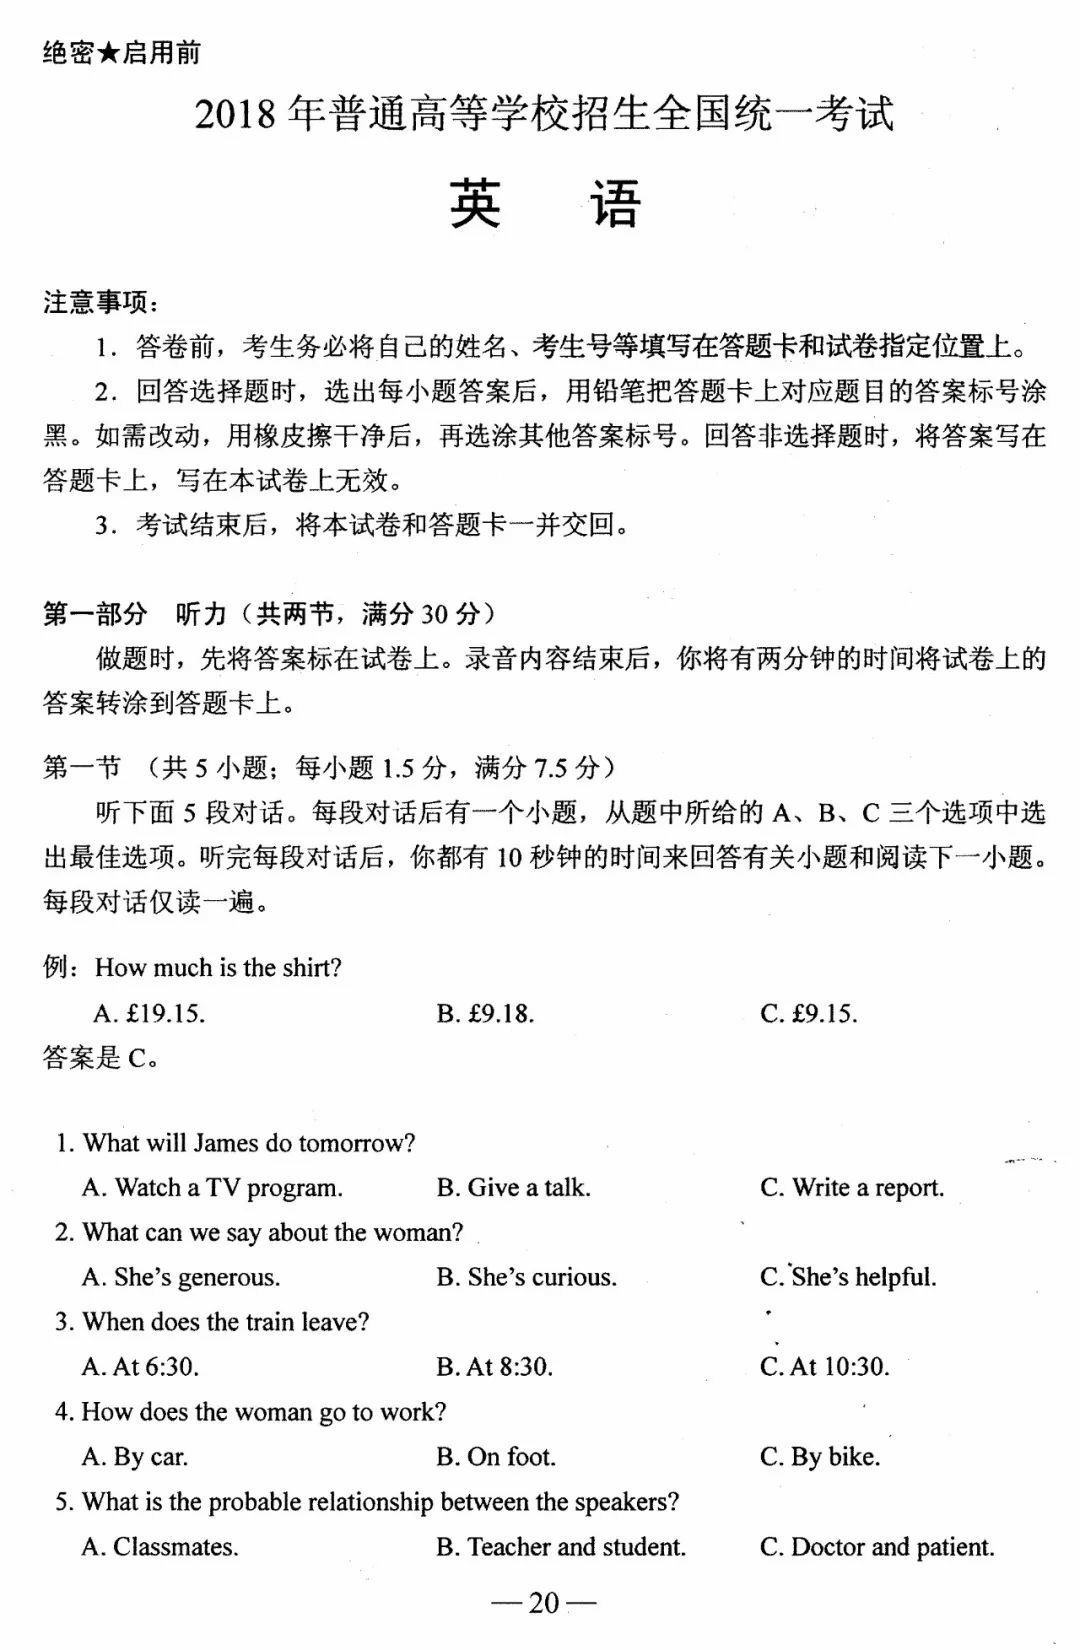 绝密★启用前
2018 年普通高等学校招生全国统一考试
英 语
注意事项：
1．答卷前，考生务必将自己的姓名、考生号等填写在答题卡和试卷指定位置上。
2．回答选择题时，选出每小题答案后，用铅笔把答题卡上对应题目的答案标号涂
黑。如需改动，用橡皮擦干净后，再选涂其他答案标号。回答非选择题时，将答案写在
答题卡上，写在本试卷上无效。
3．考试结束后，将本试卷和答题卡一并交回。
第一部分 听力（共两节，满分 30 分）
做题时，先将答案标在试卷上。录音内容结束后，你将有两分钟的时间将试卷上的
答案转涂到答题卡上。
第一节 （共 5 小题；每小题 1.5 分，满分 7.5 分）
听下面 5 段对话。每段对话后有一个小题，从题中所给的 A、B、C 三个选项中选
出最佳选项。听完每段对话后，你都有 10 秒钟的时间来回答有关小题和阅读下一小题。
每段对话仅读一遍。
例：How much is the shirt?
A. £19.15. B. £9.18. C. £9.15.
答案是 C。
1. What will James do tomorrow?
A. Watch a TV program. B. Give a talk. C. Write a report.
2. What can we say about the woman?
A. She's generous. B. She's curious. C. She's helpful.
3. When does the train leave?
A. At 6:30. B. At 8:30. C. At 10:30.
4. How does the woman go to work?
A. By car. B. On foot. C. By bike.
5. What is the probable relationship between the speakers?
A. Classmates. B. Teacher and student. C. Doctor and patient.
— 20 —